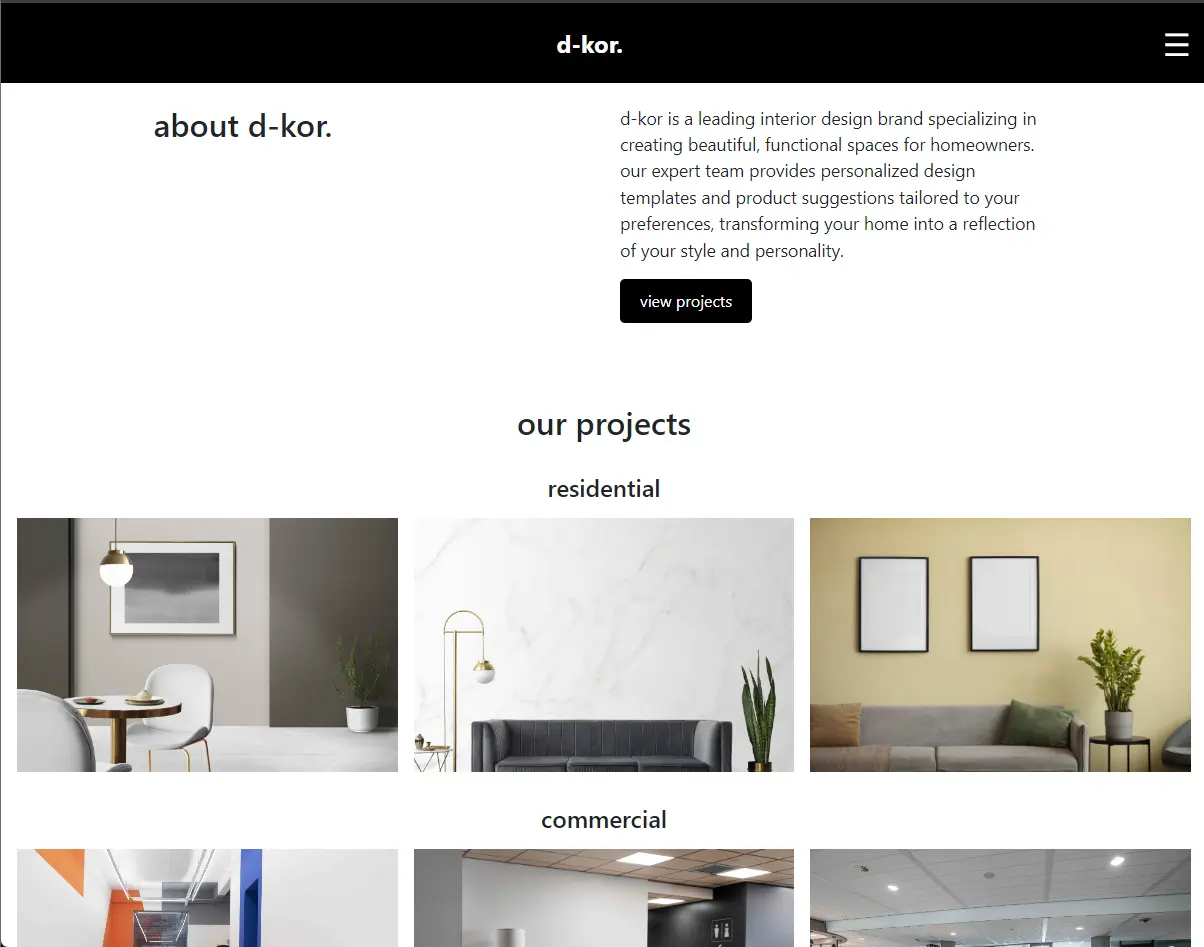 d-kor.
about d-kor.
d-kor is a leading interior design brand specializing in
creating beautiful, functional spaces for homeowners.
our expert team provides personalized design
templates and product suggestions tailored to your
preferences, transforming your home into a reflection
of your style and personality.
view projects
our projects
residential
commercial